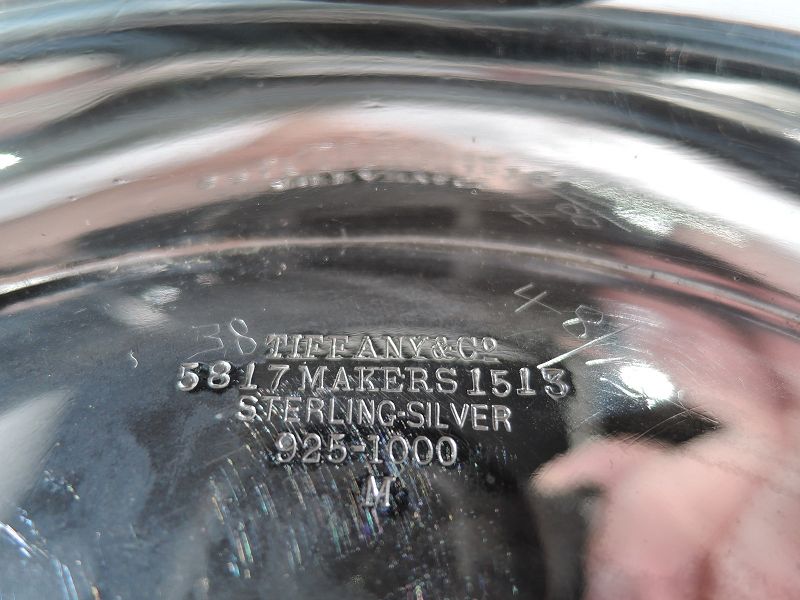 TIFFANY & Cº
5817 MAKERS 1513
STERLING-SILVER
925-1000
M